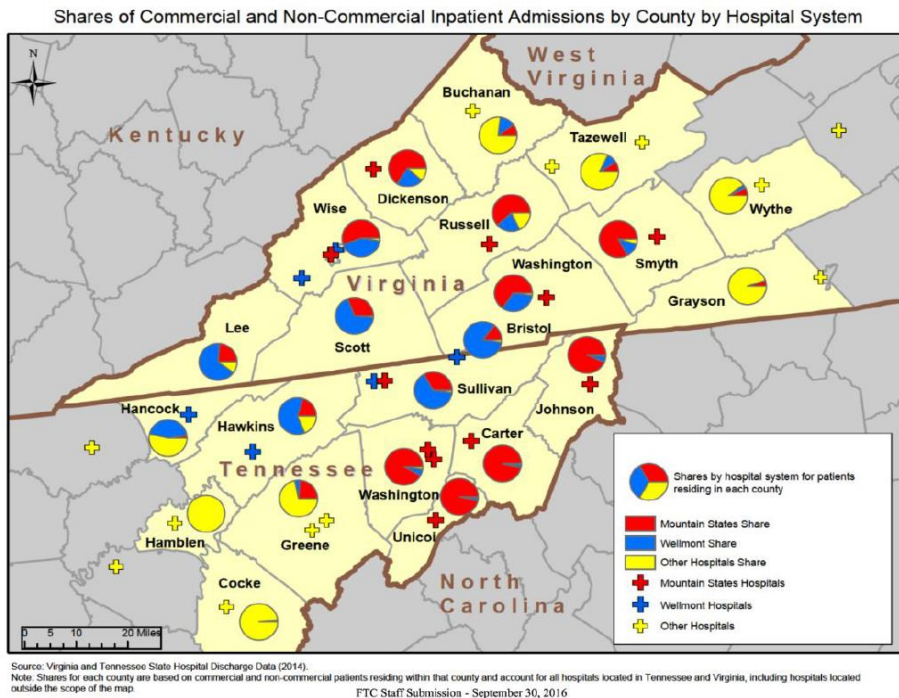 Shares of Commercial and Non-Commercial Inpatient Admissions by County by Hospital System
N
West
Virginia
Buchanan
Kentucky
Tazewell
Dickenson
Wise
Russell
Wythe
Smyth
Washington
Virginia
Grayson
Lee
Scott
Bristol
Sullivan
Johnson
Hancock
Hawkins
Carter
Tennessee
Washington
Hamblen
Greene
Unicoi
Cocke
North
Carolina
Shares by hospital system for patients
residing in each county
Mountain States Share
Wellmont Share
Other Hospitals Share
Mountain States Hospitals
Wellmont Hospitals
Other Hospitals
0 5 10 20 Miles
Source: Virginia and Tennessee State Hospital Discharge Data (2014).
Note: Shares for each county are based on commercial and non-commercial patients residing within that county and account for all hospitals located in Tennessee and Virginia, including hospitals located
outside the scope of the map.
FTC Staff Submission - September 30, 2016